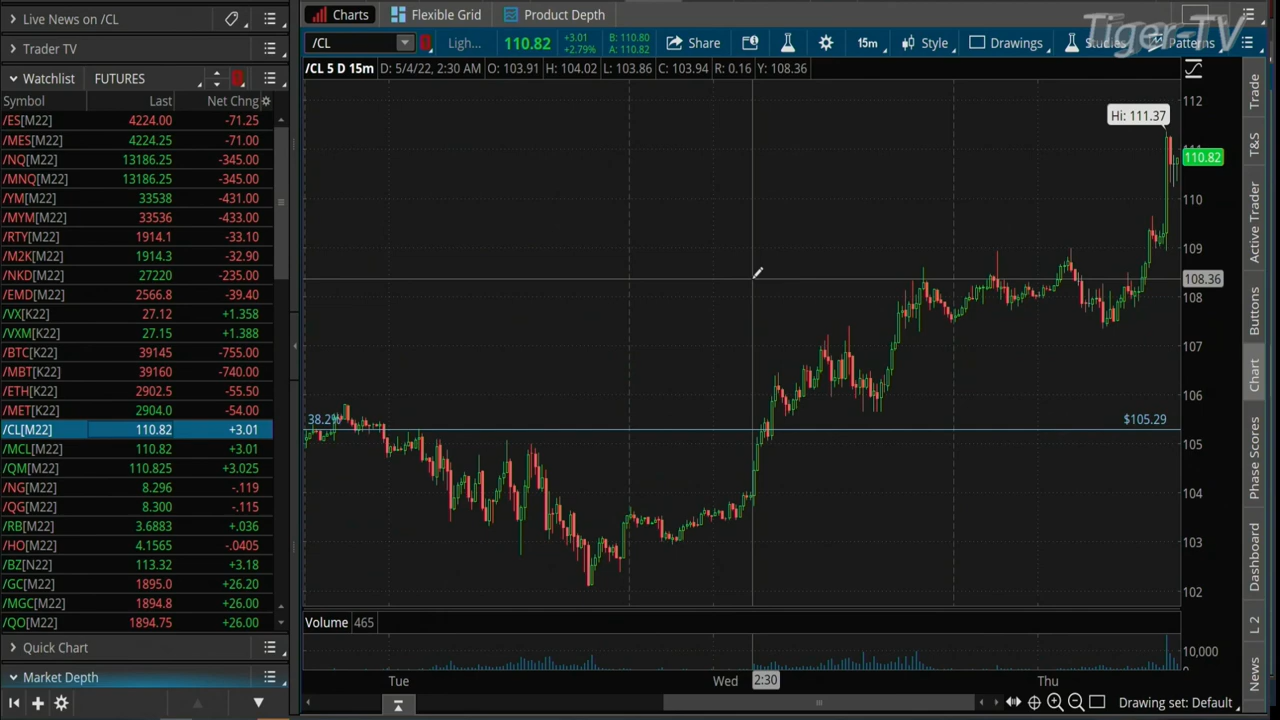 Live News on /CL
Charts
Flexible Grid
Product Depth
Tiger-TV
Trader TV
/CL
Ligh...
110.82
+3.01
+2.79%
B: 110.80
A: 110.82
Share
15m
Style
Drawings
Studies
Patterns
Watchlist
FUTURES
/CL 5 D 15m
D: 5/4/22, 2:30 AM
O: 103.91
H: 104.02
L: 103.86
C: 103.94
R: 0.16
Y: 108.36
Symbol Last Net Chng
/ES[M22] 4224.00 -71.25
/MES[M22] 4224.25 -71.00
/NQ[M22] 13186.25 -345.00
/MNQ[M22] 13186.25 -345.00
/YM[M22] 33538 -431.00
/MYM[M22] 33536 -433.00
/RTY[M22] 1914.1 -33.10
/M2K[M22] 1914.3 -32.90
/NKD[M22] 27220 -235.00
/EMD[M22] 2566.8 -39.40
/VX[K22] 27.12 +1.358
/VXM[K22] 27.15 +1.388
/BTC[K22] 39145 -755.00
/MBT[K22] 39160 -740.00
/ETH[K22] 2902.5 -55.50
/MET[K22] 2904.0 -54.00
/CL[M22] 110.82 +3.01
/MCL[M22] 110.82 +3.01
/QM[M22] 110.825 +3.025
/NG[M22] 8.296 -.119
/QG[M22] 8.300 -.115
/RB[M22] 3.6883 +.036
/HO[M22] 4.1565 -.0405
/BZ[N22] 113.32 +3.18
/GC[M22] 1895.0 +26.20
/MGC[M22] 1894.8 +26.00
/QO[M22] 1894.75 +26.00
Quick Chart
Market Depth
Hi: 111.37
38.2%
$105.29
112
111
110.82
110
109
108.36
108
107
106
105
104
103
102
Volume 465
10,000
0
Tue
Wed
2:30
Thu
Drawing set: Default
Trade
T&S
Active Trader
Buttons
Chart
Phase Scores
Dashboard
L 2
News